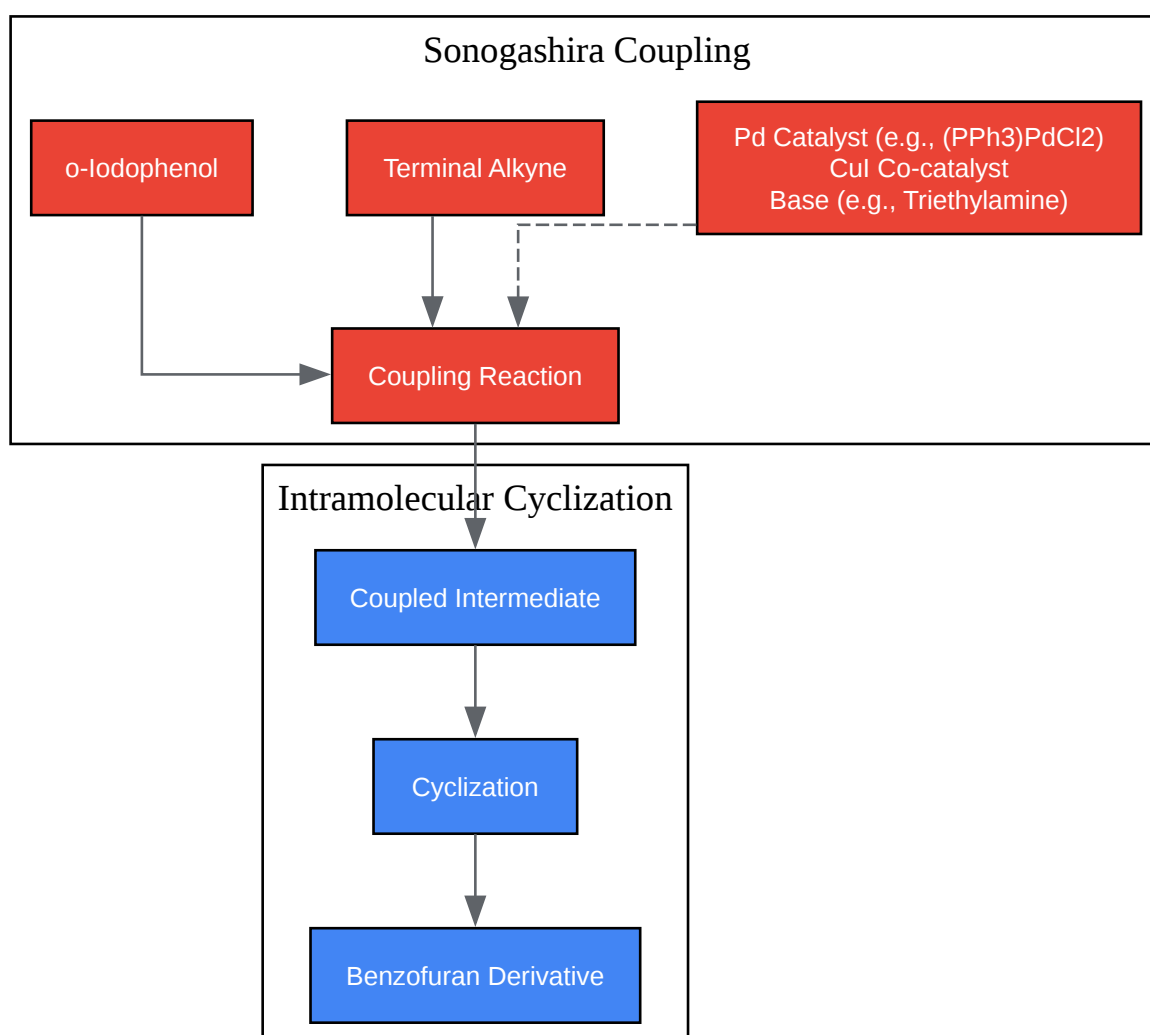 Sonogashira Coupling
o-Iodophenol
Terminal Alkyne
Pd Catalyst (e.g., (PPh3)PdCl2)
CuI Co-catalyst
Base (e.g., Triethylamine)
Coupling Reaction
Intramolecular Cyclization
Coupled Intermediate
Cyclization
Benzofuran Derivative